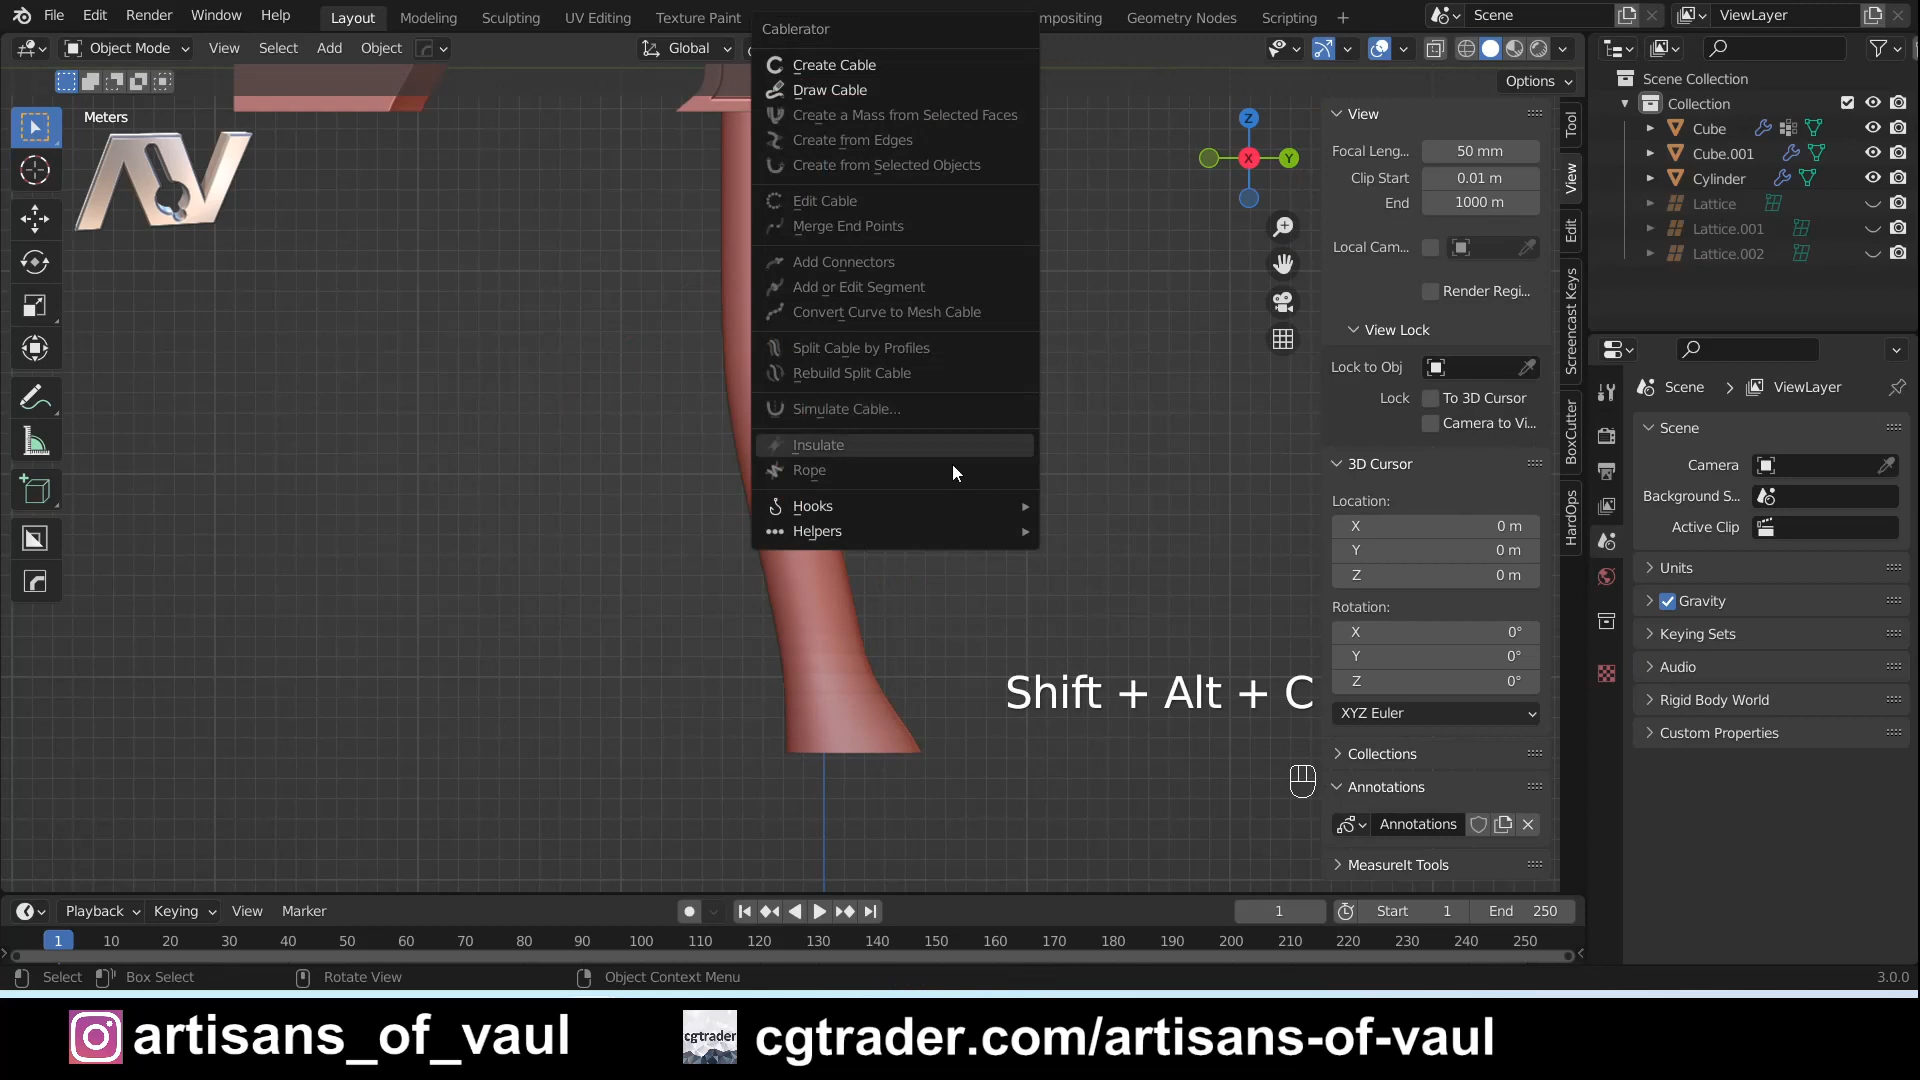 File Edit Render Window Help Layout Modeling Sculpting UV Editing Texture Paint mpositing Geometry Nodes Scripting Scene ViewLayer
Object Mode View Select Add Object Global
Options
Meters
Cablerator
Create Cable
Draw Cable
Create a Mass from Selected Faces
Create from Edges
Create from Selected Objects
Edit Cable
Merge End Points
Add Connectors
Add or Edit Segment
Convert Curve to Mesh Cable
Split Cable by Profiles
Rebuild Split Cable
Simulate Cable...
Insulate
Rope
Hooks
Helpers
Z
X Y
Shift + Alt + C
View
Focal Leng... 50 mm
Clip Start 0.01 m
End 1000 m
Local Cam...
Render Regi...
View Lock
Lock to Obj
Lock To 3D Cursor
Camera to Vi...
3D Cursor
Location:
X 0 m
Y 0 m
Z 0 m
Rotation:
X 0°
Y 0°
Z 0°
XYZ Euler
Collections
Annotations
Annotations
MeasureIt Tools
Tool
View
Edit
Screencast Keys
BoxCutter
HardOps
Scene Collection
Collection
Cube
Cube.001
Cylinder
Lattice
Lattice.001
Lattice.002
Scene ViewLayer
Scene
Camera
Background S...
Active Clip
Units
Gravity
Keying Sets
Audio
Rigid Body World
Custom Properties
Playback Keying View Marker 1 Start 1 End 250
1 10 20 30 40 50 60 70 80 90 100 110 120 130 140 150 160 170 180 190 200 210 220 230 240 250
Select Box Select Rotate View Object Context Menu 3.0.0
artisans_of_vaul cgtrader cgtrader.com/artisans-of-vaul